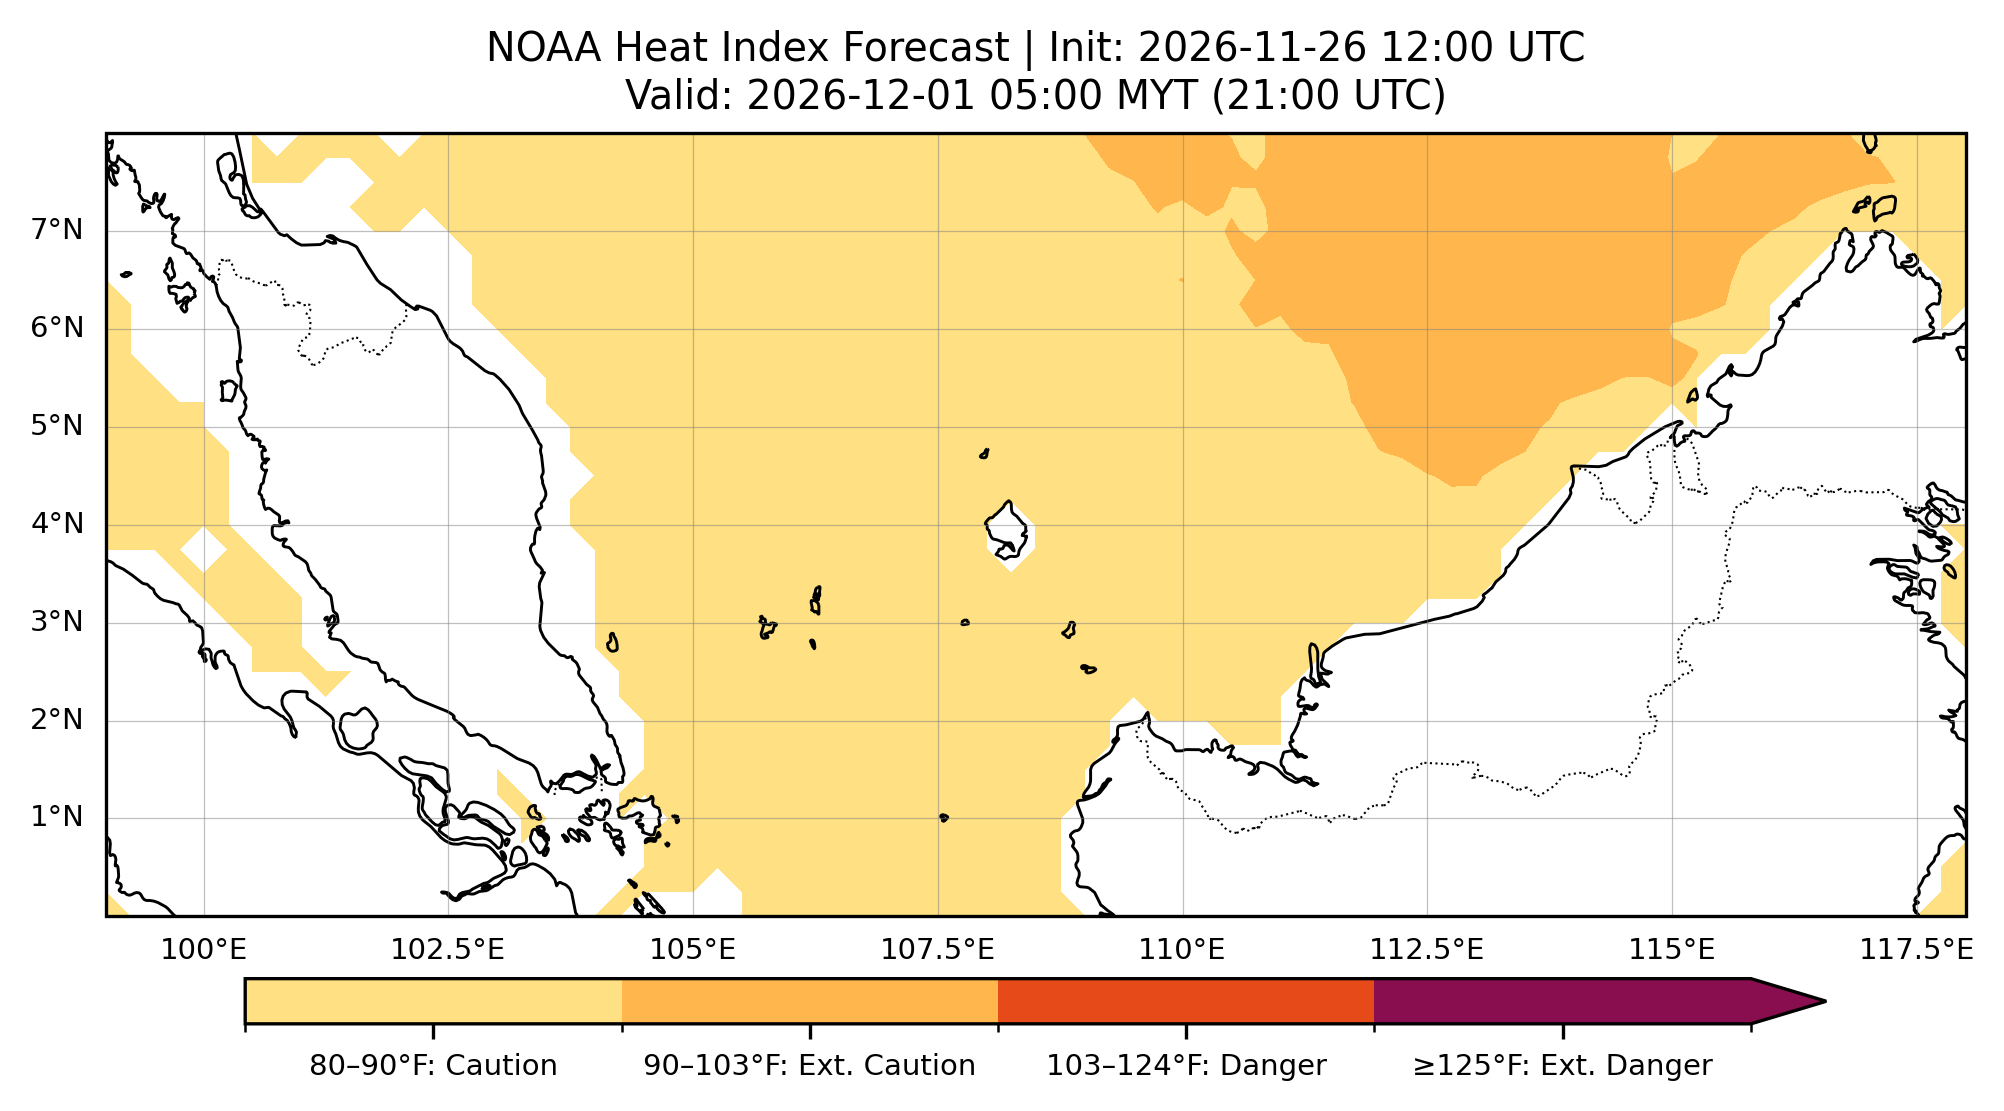 NOAA Heat Index Forecast | Init: 2026-11-26 12:00 UTC
Valid: 2026-12-01 05:00 MYT (21:00 UTC)
7°N
6°N
5°N
4°N
3°N
2°N
1°N
100°E 102.5°E 105°E 107.5°E 110°E 112.5°E 115°E 117.5°E
80–90°F: Caution 90–103°F: Ext. Caution 103–124°F: Danger ≥125°F: Ext. Danger